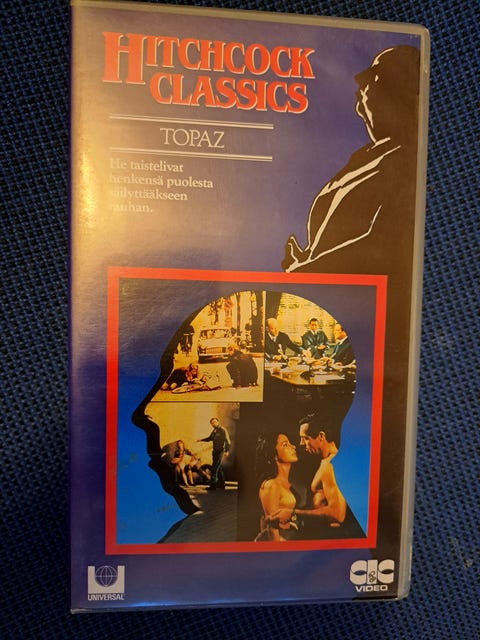 HITCHCOCK
CLASSICS
TOPAZ
He taistelivat
henkensä puolesta
säilyttääkseen
rauhan.
UNIVERSAL
CIC
VIDEO